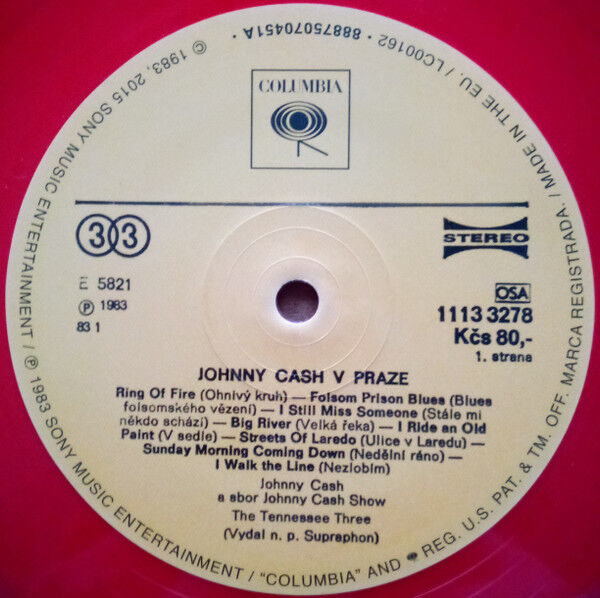 COLUMBIA
33
STEREO
E 5821
Ⓟ 1983
83 1
OSA
1113 3278
Kčs 80,-
1. strana
JOHNNY CASH V PRAZE
Ring Of Fire (Ohnivý kruh) — Folsom Prison Blues (Blues
folsomského vězení) — I Still Miss Someone (Stále mi
někdo schází) — Big River (Velká řeka) — I Ride an Old
Paint (V sedle) — Streets Of Laredo (Ulice v Laredu) —
Sunday Morning Coming Down (Nedělní ráno) —
I Walk the Line (Nezlobím)
Johnny Cash
a sbor Johnny Cash Show
The Tennessee Three
(Vydal n. p. Supraphon)
© 1983, 2015 SONY MUSIC ENTERTAINMENT / Ⓟ 1983 SONY MUSIC ENTERTAINMENT / "COLUMBIA" AND REG. U.S. PAT. & TM. OFF. MARCA REGISTRADA. / MADE IN THE EU. / LC00162 • 88875070451A